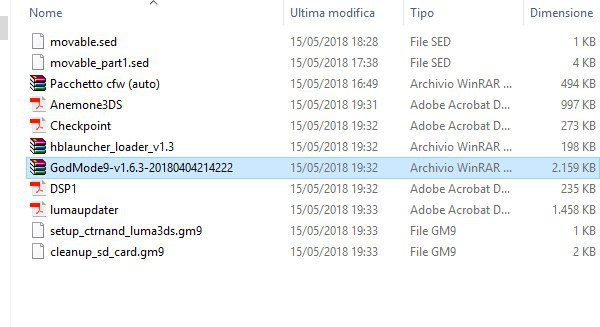 Nome Ultima modifica Tipo Dimensione
movable.sed 15/05/2018 18:28 File SED 1 KB
movable_part1.sed 15/05/2018 17:38 File SED 4 KB
Pacchetto cfw (auto) 15/05/2018 16:49 Archivio WinRAR ... 494 KB
Anemone3DS 15/05/2018 19:31 Adobe Acrobat D... 997 KB
Checkpoint 15/05/2018 19:32 Adobe Acrobat D... 273 KB
hblauncher_loader_v1.3 15/05/2018 19:32 Archivio WinRAR ... 198 KB
GodMode9-v1.6.3-20180404214222 15/05/2018 19:32 Archivio WinRAR ... 2.159 KB
DSP1 15/05/2018 19:32 Adobe Acrobat D... 235 KB
lumaupdater 15/05/2018 19:33 Adobe Acrobat D... 1.458 KB
setup_ctrnand_luma3ds.gm9 15/05/2018 19:33 File GM9 1 KB
cleanup_sd_card.gm9 15/05/2018 19:33 File GM9 2 KB